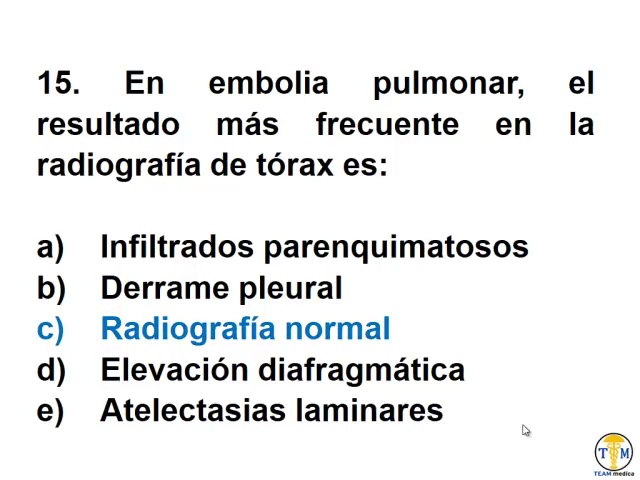 15. En embolia pulmonar, el
resultado más frecuente en la
radiografía de tórax es:
a) Infiltrados parenquimatosos
b) Derrame pleural
c) Radiografía normal
d) Elevación diafragmática
e) Atelectasias laminares
T M
TEAM medica